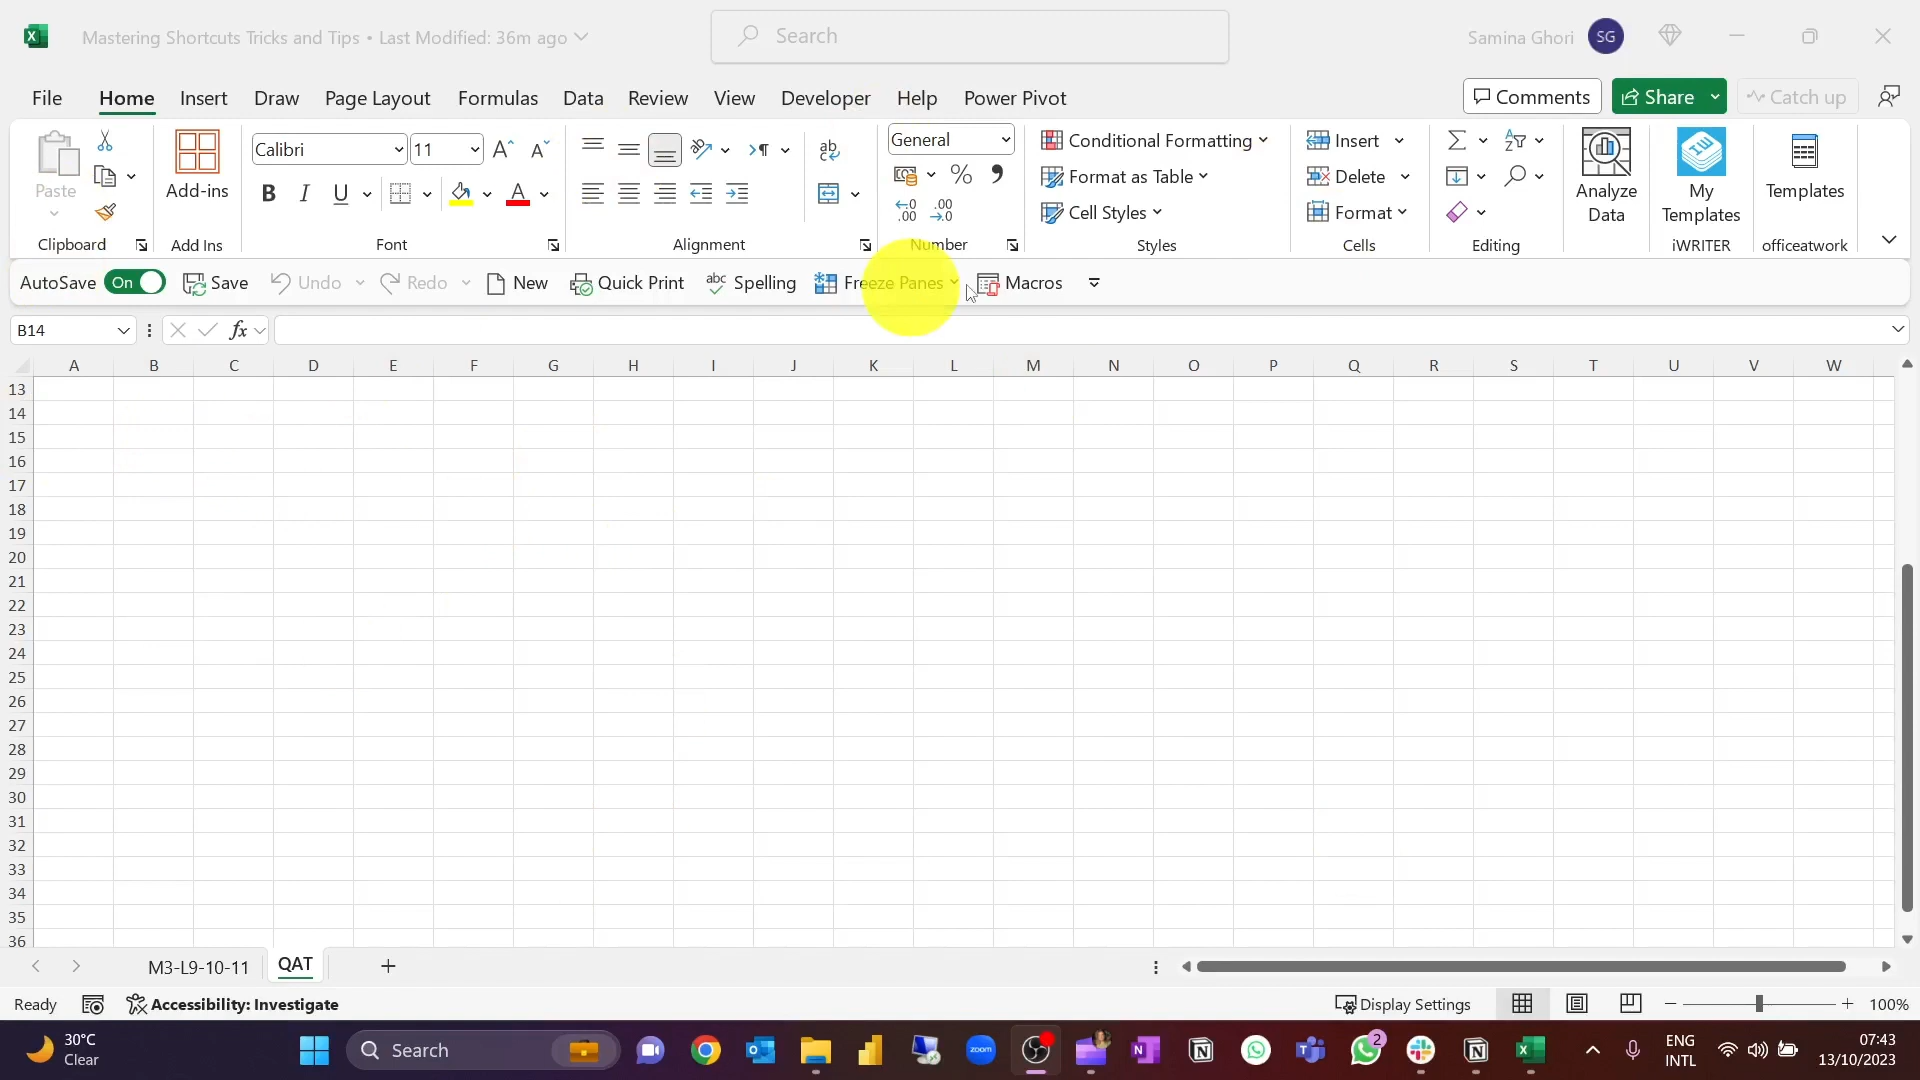 Mastering Shortcuts Tricks and Tips • Last Modified: 36m ago
Search
Samina Ghori
SG
File Home Insert Draw Page Layout Formulas Data Review View Developer Help Power Pivot
Comments
Share
Catch up
Paste
Add-ins
Calibri
11
B I U
A
ab
General
% 9
Conditional Formatting
Format as Table
Cell Styles
Insert
Delete
Format
Analyze Data
My Templates
Templates
Clipboard
Add Ins
Font
Alignment
Number
Styles
Cells
Editing
iWRITER
officeatwork
AutoSave On Save Undo Redo New Quick Print Spelling Freeze Panes Macros
B14
fx
A B C D E F G H I J K L M N O P Q R S T U V W
13
14
15
16
17
18
19
20
21
22
23
24
25
26
27
28
29
30
31
32
33
34
35
36
M3-L9-10-11
QAT
Ready
Accessibility: Investigate
Display Settings
100%
30°C
Clear
Search
zoom
2
ENG
INTL
07:43
13/10/2023